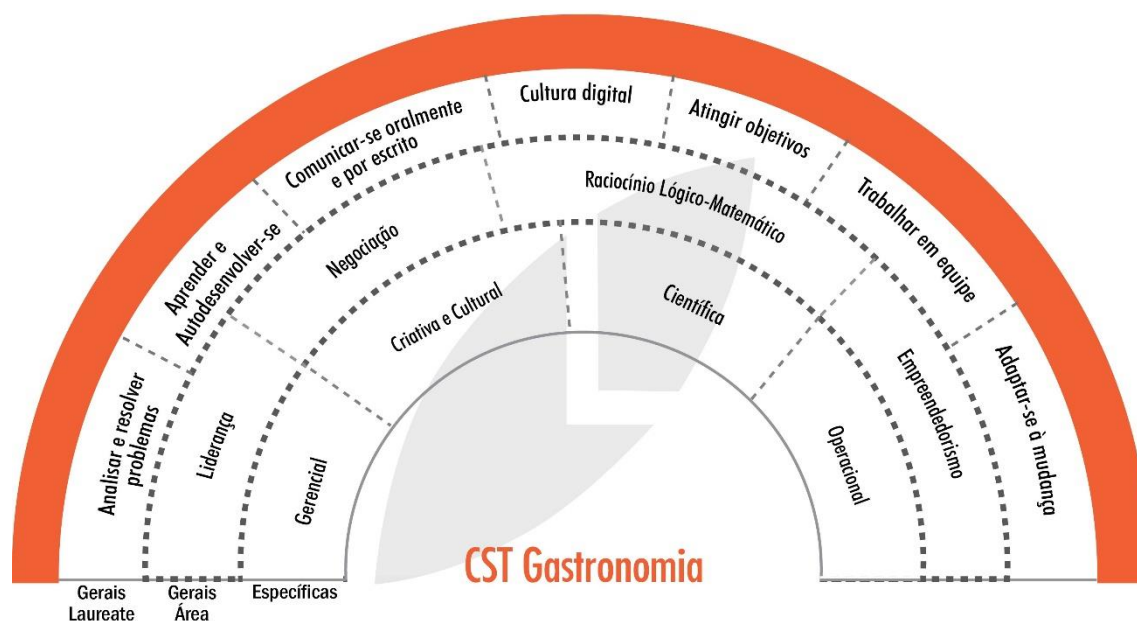 Analisar e resolver
problemas
Aprender e
Autodesenvolver-se
Comunicar-se oralmente
e por escrito
Cultura digital
Atingir objetivos
Trabalhar em equipe
Adaptar-se à mudança
Liderança
Negociação
Raciocínio Lógico-Matemático
Empreendedorismo
Gerencial
Criativa e Cultural
Científica
Operacional
CST Gastronomia
Gerais
Laureate
Gerais
Área
Específicas